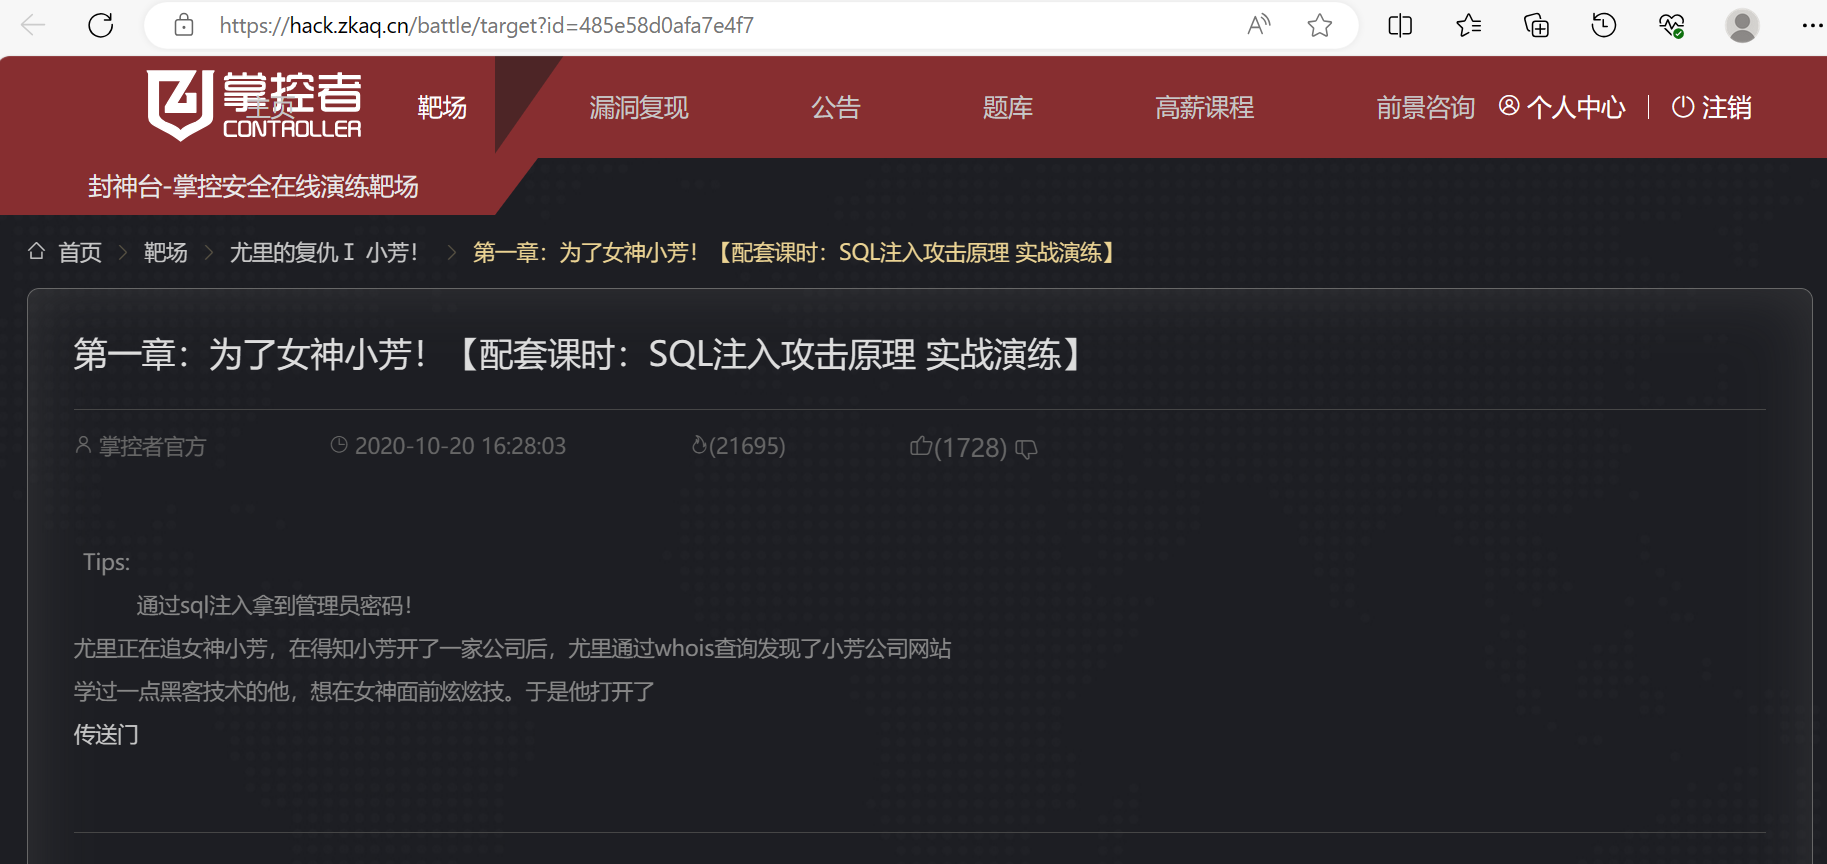 https://hack.zkaq.cn/battle/target?id=485e58d0afa7e4f7
掌控者
CONTROLLER
主页 靶场 漏洞复现 公告 题库 高薪课程 前景咨询 个人中心 | 注销
封神台-掌控安全在线演练靶场
首页 > 靶场 > 尤里的复仇Ⅰ 小芳! > 第一章:为了女神小芳!【配套课时:SQL注入攻击原理 实战演练】
第一章:为了女神小芳!【配套课时:SQL注入攻击原理 实战演练】
掌控者官方 2020-10-20 16:28:03 (21695) (1728)
Tips:
通过sql注入拿到管理员密码!
尤里正在追女神小芳,在得知小芳开了一家公司后,尤里通过whois查询发现了小芳公司网站
学过一点黑客技术的他,想在女神面前炫炫技。于是他打开了
传送门